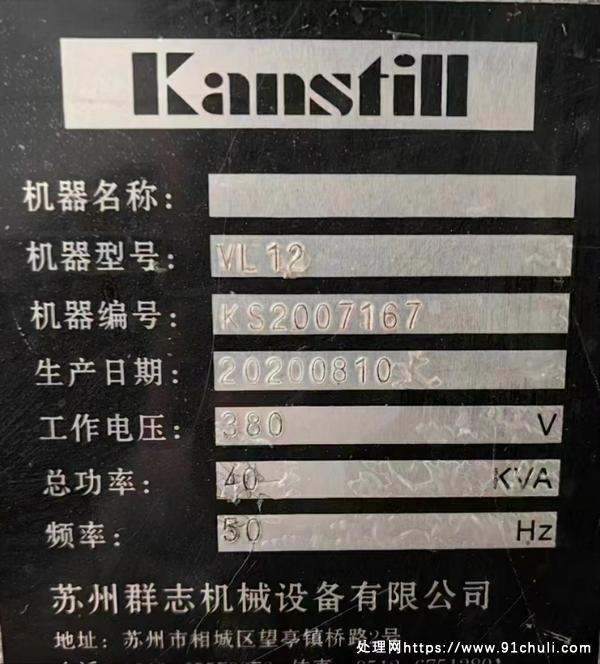 Kanstill
机器名称：
机器型号： VL12
机器编号： KS2007167
生产日期： 20200810
工作电压： 380 V
总功率： 40 KVA
频率： 50 Hz
苏州群志机械设备有限公司
地址：苏州市相城区望亭镇桥路2号
处理网https://www.91chuli.com